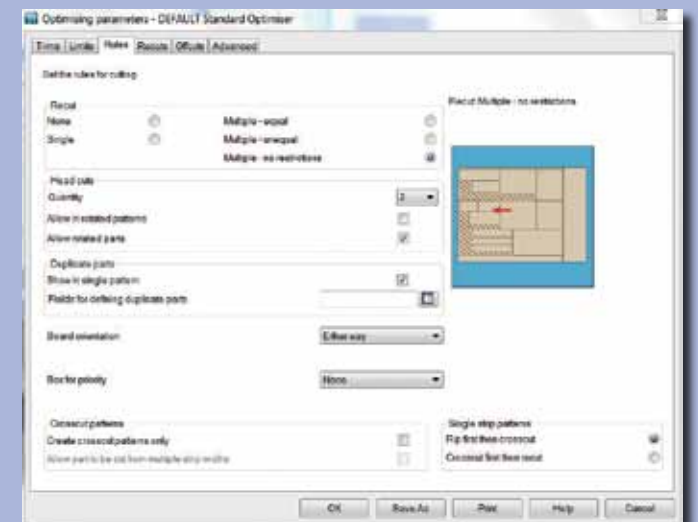 Optimising parameters - DEFAULT Standard Optimiser
Time Limits Rules Recuts Offcuts Advanced
Set the rules for cutting
Recut
None
Multiple - equal
Single
Multiple - unequal
Multiple - no restrictions
Recut Multiple - no restrictions
Head cuts
Quantity
Allow in rotated patterns
Allow rotated parts
Duplicate parts
Show in single pattern
Fields for defining duplicate parts
Board orientation
Either way
Box for priority
None
Crosscut patterns
Create crosscut patterns only
Allow part to be cut from multiple strip widths
Single strip patterns
Rip first then crosscut
Crosscut first then recut
OK Save As Print Help Cancel